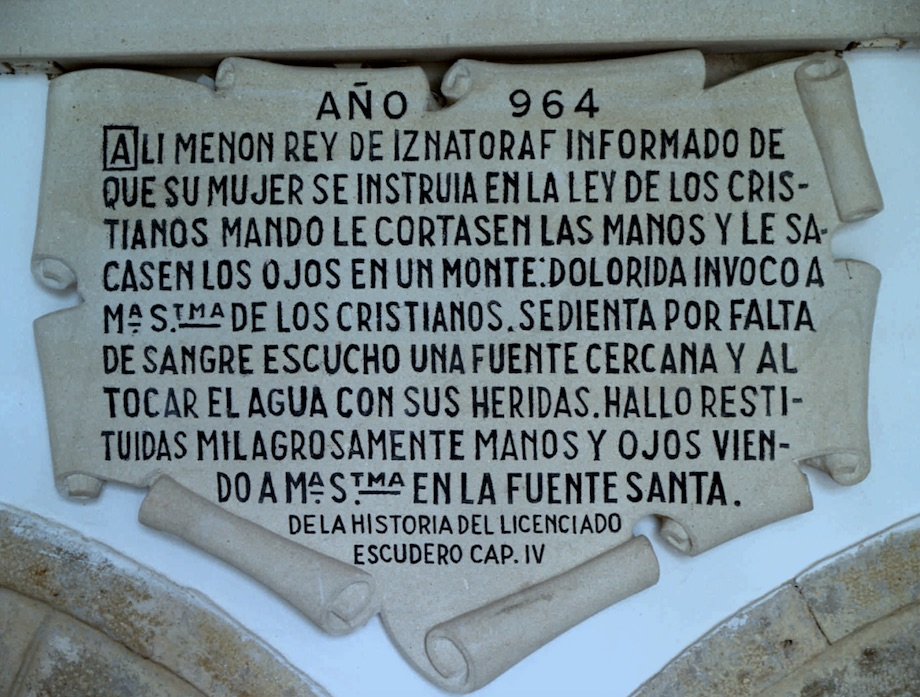 AÑO 964
ALI MENON REY DE IZNATORAF INFORMADO DE
QUE SU MUJER SE INSTRUIA EN LA LEY DE LOS CRIS-
TIANOS MANDO LE CORTASEN LAS MANOS Y LE SA-
CASEN LOS OJOS EN UN MONTE:DOLORIDA INVOCO A
Mᴬ S.ᵀᴹᴬ DE LOS CRISTIANOS.SEDIENTA POR FALTA
DE SANGRE ESCUCHO UNA FUENTE CERCANA Y AL
TOCAR EL AGUA CON SUS HERIDAS.HALLO RESTI-
TUIDAS MILAGROSAMENTE MANOS Y OJOS VIEN-
DO A Mᴬ S.ᵀᴹᴬ EN LA FUENTE SANTA.
DE LA HISTORIA DEL LICENCIADO
ESCUDERO CAP. IV